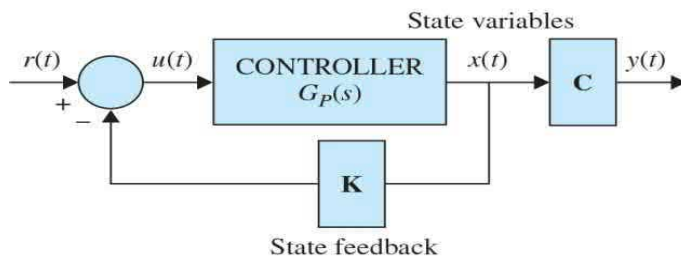 State variables
r(t)
u(t)
CONTROLLER
G_P(s)
x(t)
C
y(t)
+
−
K
State feedback